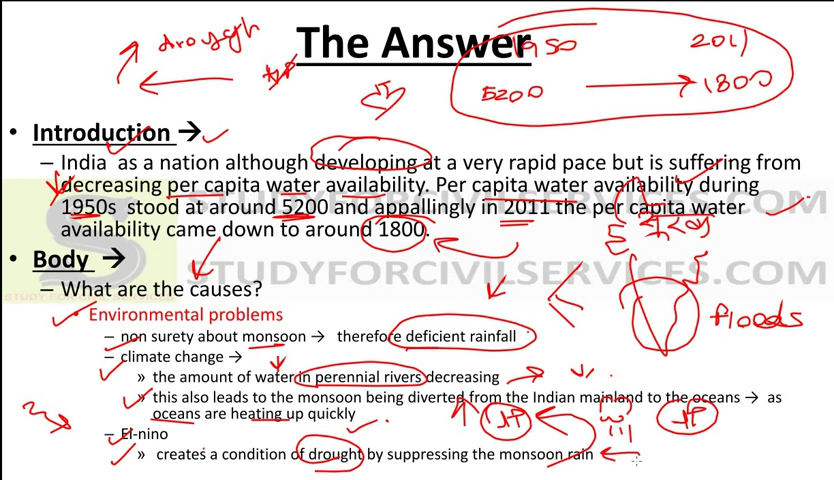 The Answer
drough
1950 2011
5200 1800
• Introduction →
– India as a nation although developing at a very rapid pace but is suffering from
decreasing per capita water availability. Per capita water availability during
1950s stood at around 5200 and appallingly in 2011 the per capita water
availability came down to around 1800.
• Body →
STUDYFORCIVILSERVICES.COM
STUDYFORCIVILSERVICES.COM
– What are the causes?
Environmental problems
floods
– non surety about monsoon → therefore deficient rainfall
– climate change →
» the amount of water in perennial rivers decreasing
» this also leads to the monsoon being diverted from the Indian mainland to the oceans → as
oceans are heating up quickly
– El-nino
» creates a condition of drought by suppressing the monsoon rain